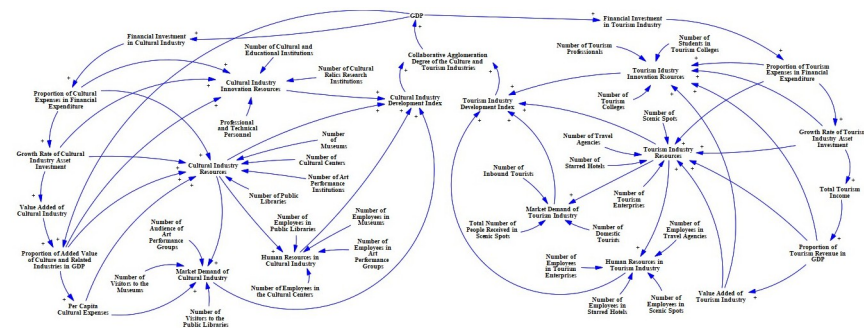 GDP
Financial Investment
in Cultural Industry
Financial Investment
in Tourism Industry
Number of Cultural and
Educational Institutions
Collaborative Agglomeration
Degree of the Culture and
Tourism Industries
Number of Tourism
Professionals
Number of
Students in
Tourism Colleges
Proportion of Cultural
Expenses in Financial
Expenditure
Cultural Industry
Innovation Resources
Number of Cultural
Relics Research
Institutions
Cultural Industry
Development Index
Tourism Industry
Development Index
Tourism Idustry
Innovation Resources
Proportion of Tourism
Expenses in Financial
Expenditure
Professional
and Technical
Personnel
Number of
Tourism
Colleges
Number of
Scenic Spots
Growth Rate of Cultural
Industry Asset
Investment
Number
of
Museums
Number of
Cultural Centers
Number of Art
Performance
Institutions
Cultural Industry
Resources
Number of Travel
Agencies
Number of
Starred Hotels
Tourism Industry
Resources
Growth Rate of Tourism
Industry Asset
Investment
Number of
Inbound Tourists
Number of Public
Libraries
Number of
Tourism
Enterprises
Total Tourism
Income
Value Added of
Cultural Industry
Number of
Audience of
Art
Performance
Groups
Number of
Employees in
Public Libraries
Number of
Employees in
Museums
Market Demand of
Tourism Industry
Total Number of
People Received in
Scenic Spots
Number of
Domestic
Tourists
Number of
Employees in
Travel Agencies
Proportion of Added Value
of Culture and Related
Industries in GDP
Human Resources in
Cultural Industry
Number of
Employees in Art
Performance
Groups
Proportion of
Tourism Revenue in
GDP
Market Demand of
Cultural Industry
Number
of Visitors to the
Museums
Number of Employees in
the Cultural Centers
Number
of Employees
in Tourism
Enterprises
Human Resources in
Tourism Industry
Value Added of
Tourism Industry
Per Capita
Cultural Expenses
Number of
Visitors to the
Public Libraries
Number of
Employees in
Starred Hotels
Number of
Employees in
Scenic Spots